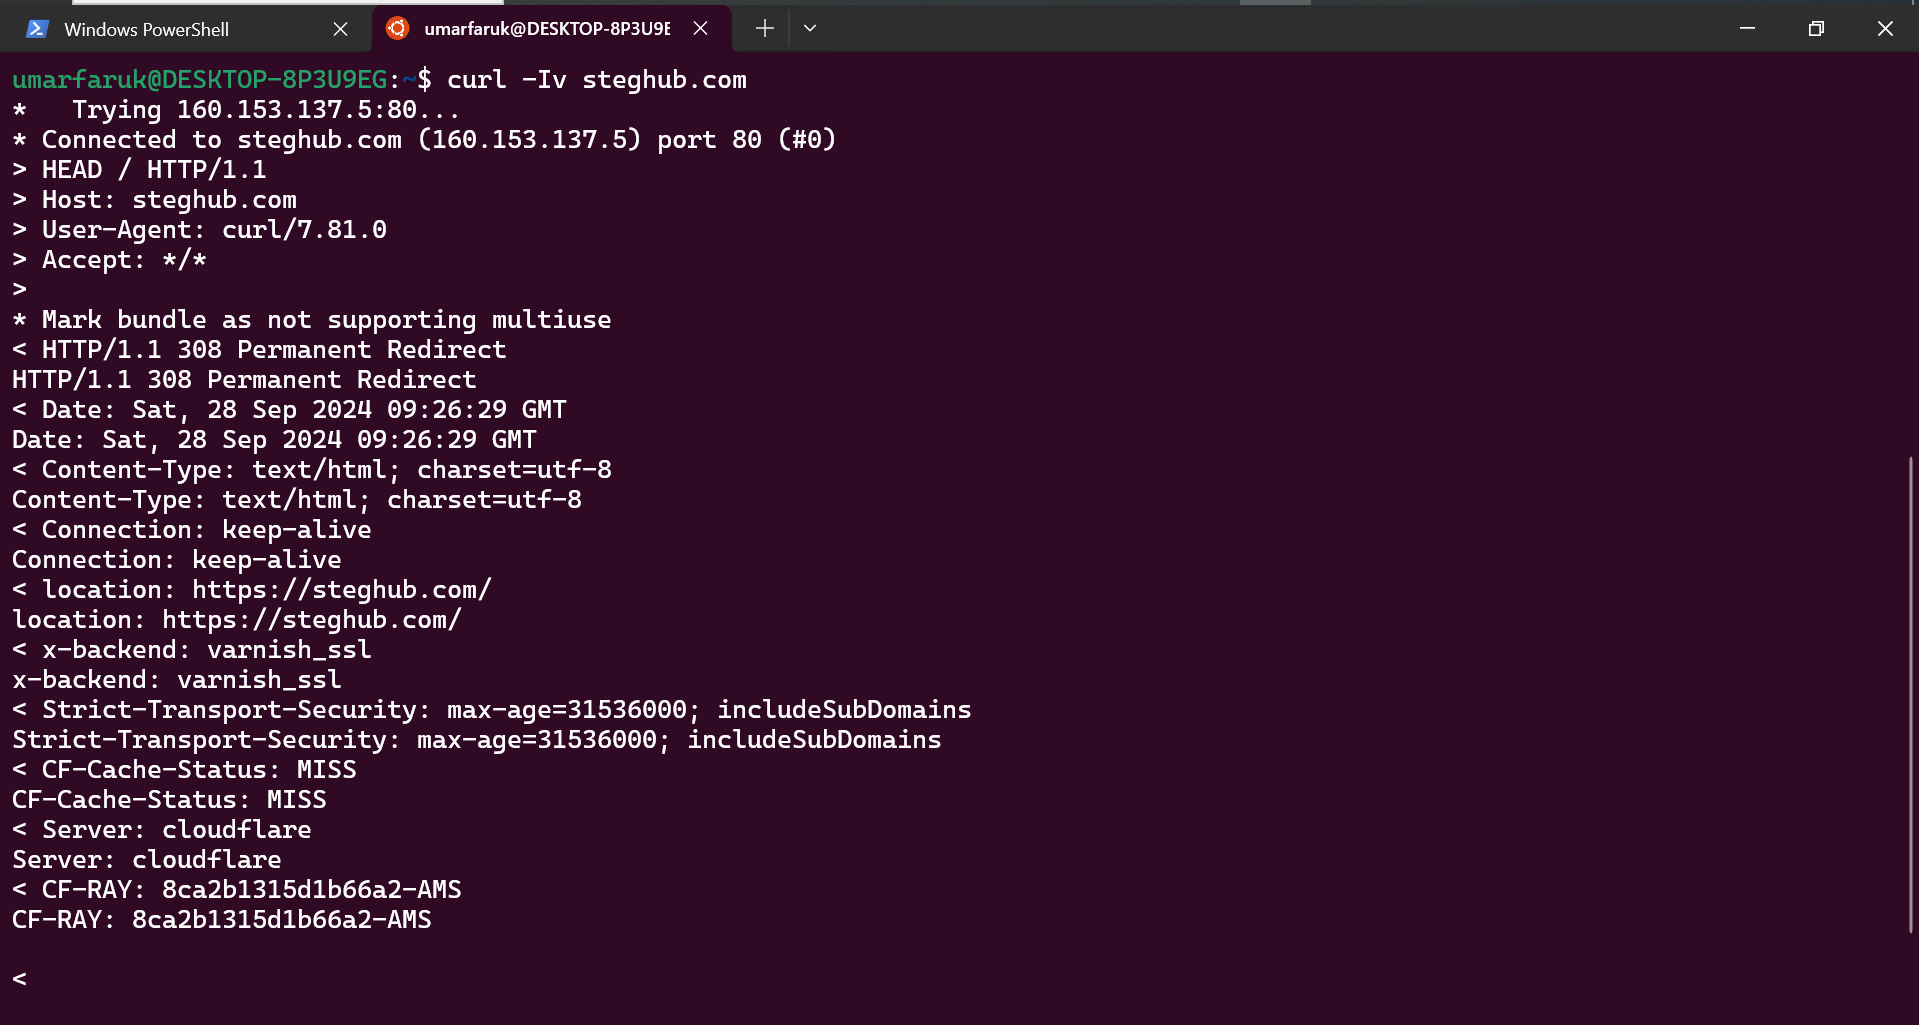 Windows PowerShell
umarfaruk@DESKTOP-8P3U9E
umarfaruk@DESKTOP-8P3U9EG:~$ curl -Iv steghub.com
*   Trying 160.153.137.5:80...
* Connected to steghub.com (160.153.137.5) port 80 (#0)
> HEAD / HTTP/1.1
> Host: steghub.com
> User-Agent: curl/7.81.0
> Accept: */*
>
* Mark bundle as not supporting multiuse
< HTTP/1.1 308 Permanent Redirect
HTTP/1.1 308 Permanent Redirect
< Date: Sat, 28 Sep 2024 09:26:29 GMT
Date: Sat, 28 Sep 2024 09:26:29 GMT
< Content-Type: text/html; charset=utf-8
Content-Type: text/html; charset=utf-8
< Connection: keep-alive
Connection: keep-alive
< location: https://steghub.com/
location: https://steghub.com/
< x-backend: varnish_ssl
x-backend: varnish_ssl
< Strict-Transport-Security: max-age=31536000; includeSubDomains
Strict-Transport-Security: max-age=31536000; includeSubDomains
< CF-Cache-Status: MISS
CF-Cache-Status: MISS
< Server: cloudflare
Server: cloudflare
< CF-RAY: 8ca2b1315d1b66a2-AMS
CF-RAY: 8ca2b1315d1b66a2-AMS
<